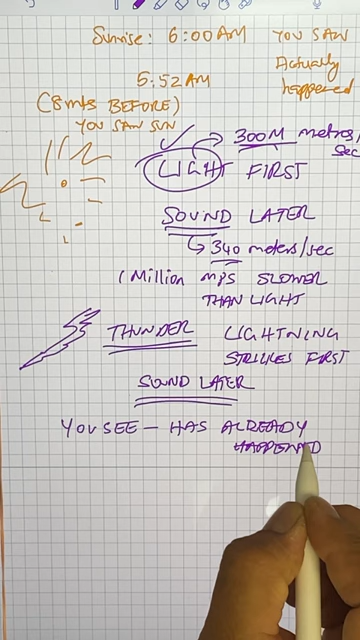 Sunrise: 6:00AM YOU SAW
Actually
happened
5:52AM
(8mts BEFORE)
YOU SAW SUN
300M metres/
sec
LIGHT FIRST
SOUND LATER
340 meters/sec
1 Million mps SLOWER
THAN LIGHT
THUNDER LIGHTNING
STRIKES FIRST
SOUND LATER
YOU SEE - HAS ALREADY
HAPPENED